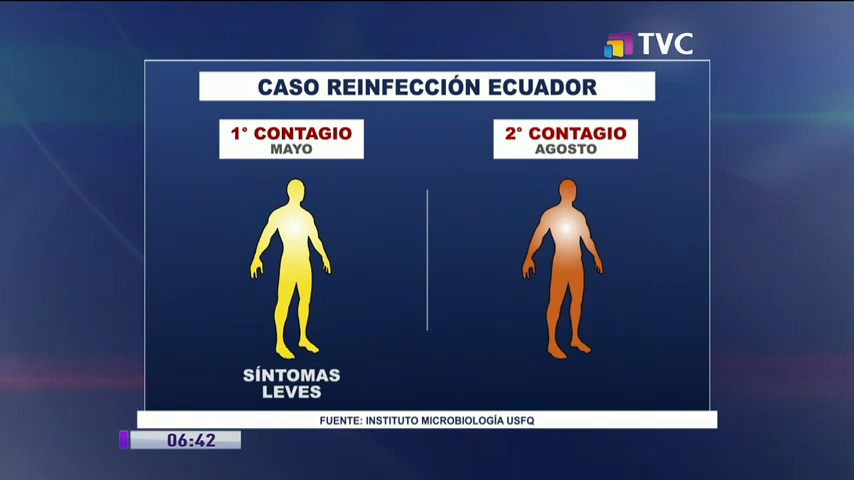 TVC
CASO REINFECCIÓN ECUADOR
1° CONTAGIO
MAYO
2° CONTAGIO
AGOSTO
SÍNTOMAS
LEVES
FUENTE: INSTITUTO MICROBIOLOGÍA USFQ
06:42